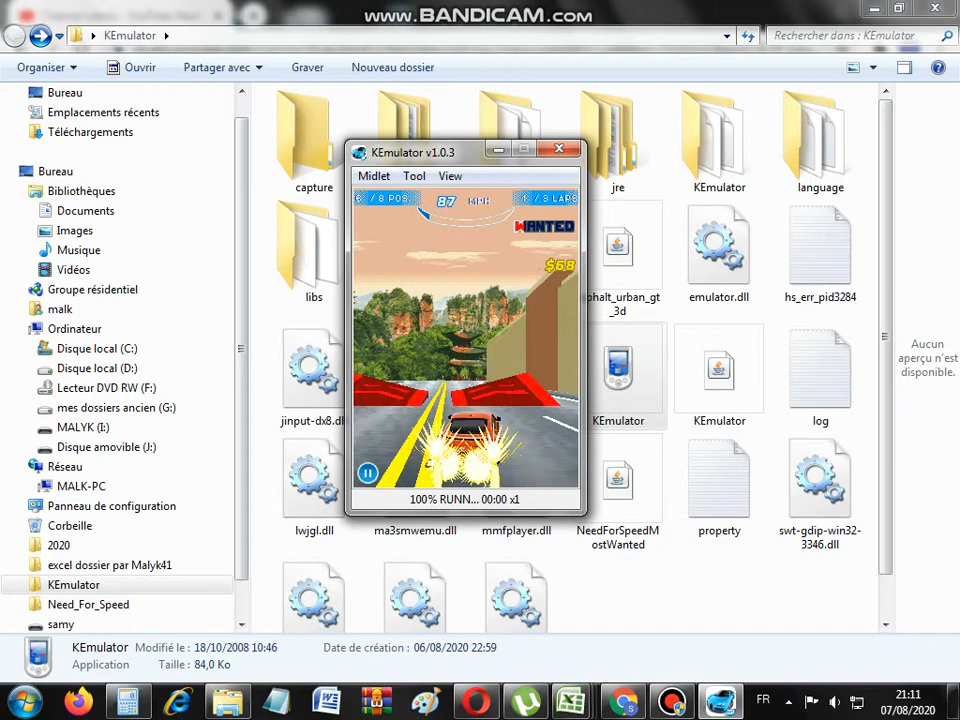 www.BANDICAM.com
KEmulator
Rechercher dans : KEmulator
Organiser
Ouvrir
Partager avec
Graver
Nouveau dossier
Bureau
Emplacements récents
Téléchargements
Bureau
Bibliothèques
Documents
Images
Musique
Vidéos
Groupe résidentiel
malk
Ordinateur
Disque local (C:)
Disque local (D:)
Lecteur DVD RW (F:)
mes dossiers ancien (G:)
MALYK (I:)
Disque amovible (J:)
Réseau
MALK-PC
Panneau de configuration
Corbeille
2020
excel dossier par Malyk41
KEmulator
Need_For_Speed
samy
capture
jre
KEmulator
language
libs
phalt_urban_gt
_3d
emulator.dll
hs_err_pid3284
jinput-dx8.dl
KEmulator
KEmulator
log
lwjgl.dll
ma3smwemu.dll
mmfplayer.dll
NeedForSpeedM
ostWanted
property
swt-gdip-win32-
3346.dll
KEmulator v1.0.3
Midlet
Tool
View
6 / 8 POS.
87 MPH
1 / 3 LAPS
WANTED
$68
100% RUNN... 00:00 x1
Aucun
aperçu n'est
disponible.
KEmulator Modifié le : 18/10/2008 10:46
Date de création : 06/08/2020 22:59
Application
Taille : 84,0 Ko
FR
21:11
07/08/2020